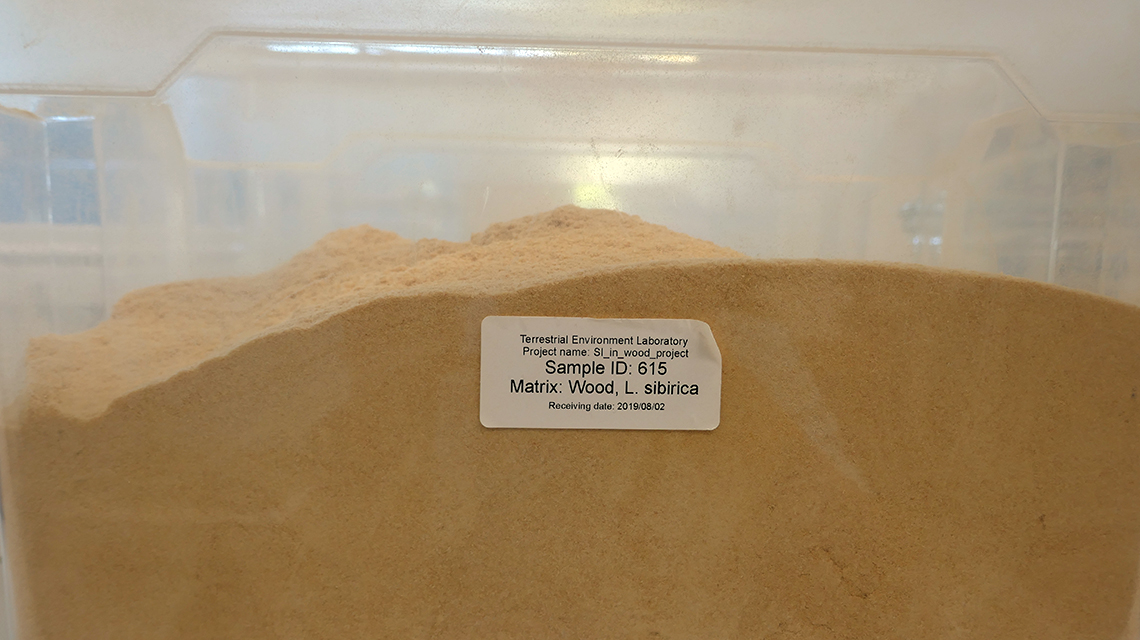 Terrestrial Environment Laboratory
Project name: SI_in_wood_project
Sample ID: 615
Matrix: Wood, L. sibirica
Receiving date: 2019/08/02